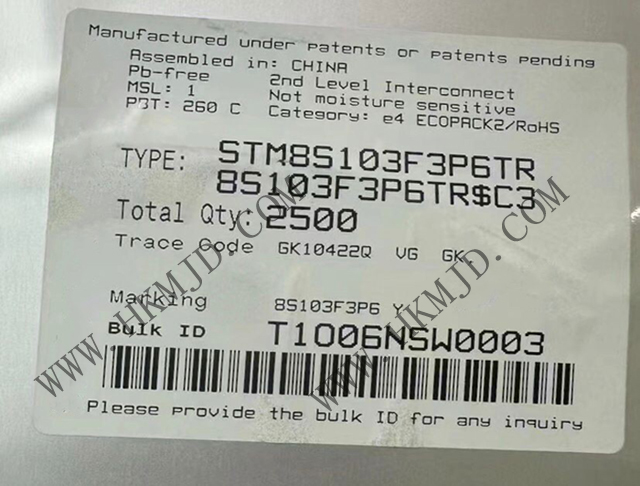 Manufactured under patents or patents pending
Assembled in: CHINA
Pb-free 2nd Level Interconnect
MSL: 1 Not moisture sensitive
PBT: 260 C Category: e4 ECOPACK2/RoHS
TYPE: STM8S103F3P6TR
8S103F3P6TR$C3
Total Qty: 2500
Trace Code GK10422Q VG GK
Marking 8S103F3P6 Y
Bulk ID T1006NSW0003
Please provide the bulk ID for any inquiry
WWW.HKMJD.COM
WWW.HKMJD.COM